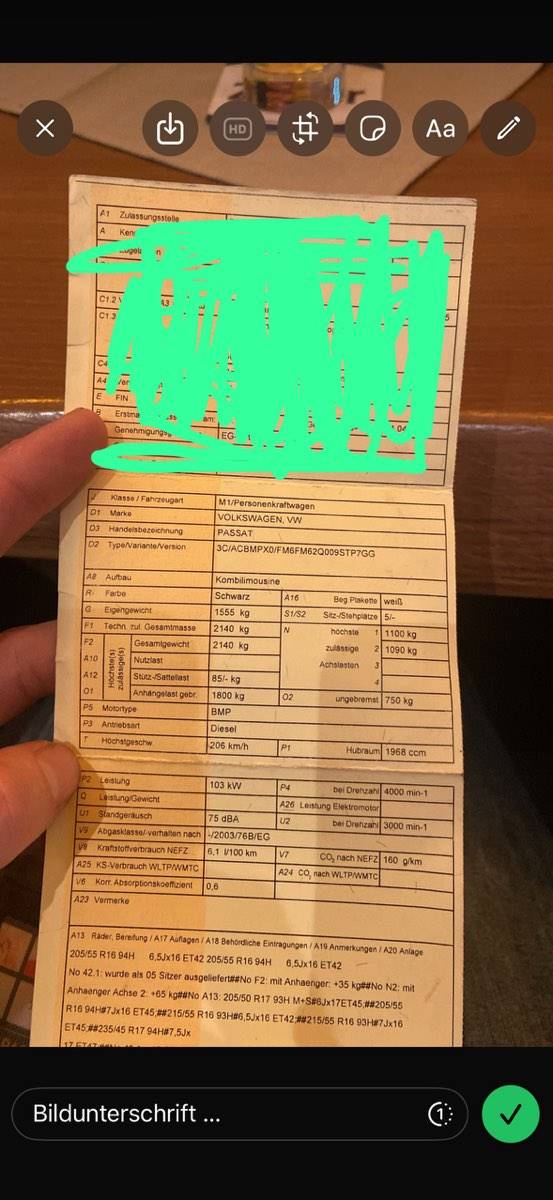 HD
Aa
A1 Zulassungsstelle
A
C1.2
C1.3
A4
E FIN
B
EG
J Klasse / Fahrzeugart M1/Personenkraftwagen
D1 Marke VOLKSWAGEN, VW
D3 Handelsbezeichnung PASSAT
D2 Type/Variante/Version 3C/ACBMPX0/FM6FM62Q009STP7GG
A8 Aufbau Kombilimousine
R Farbe Schwarz A16 Beg Plakette weiß
G Eigengewicht 1555 kg S1/S2 Sitz-/Stehplätze 5/-
F1 Techn. zul. Gesamtmasse 2140 kg N höchste 1 1100 kg
F2 Höchste(s) zulässige(s) Gesamtgewicht 2140 kg zulässige 2 1090 kg
A10 Nutzlast Achslasten 3
A12 Stütz-/Sattellast 85/- kg 4
O1 Anhängelast gebr. 1800 kg O2 ungebremst 750 kg
P5 Motortype BMP
P3 Antriebsart Diesel
T Höchstgeschw. 206 km/h P1 Hubraum 1968 ccm
P2 Leistung 103 kW P4 bei Drehzahl 4000 min-1
Q Leistung/Gewicht A26 Leistung Elektromotor
U1 Standgeräusch 75 dBA U2 bei Drehzahl 3000 min-1
V9 Abgasklasse/-verhalten nach -/2003/76B/EG
V8 Kraftstoffverbrauch NEFZ 6,1 l/100 km V7 CO₂ nach NEFZ 160 g/km
A25 KS-Verbrauch WLTP/WMTC A24 CO₂ nach WLTP/WMTC
V6 Korr. Absorptionskoeffizient 0,6
A23 Vermerke
A13 Räder, Bereifung / A17 Auflagen / A18 Behördliche Eintragungen / A19 Anmerkungen / A20 Anlage
205/55 R16 94H 6,5Jx16 ET42 205/55 R16 94H 6,5Jx16 ET42
No 42.1: wurde als 05 Sitzer ausgeliefert##No F2: mit Anhaenger: +35 kg##No N2: mit
Anhaenger Achse 2: +65 kg##No A13: 205/50 R17 93H M+S#6Jx17ET45;##205/55
R16 94H#7Jx16 ET45;##215/55 R16 93H#6,5Jx16 ET42;##215/55 R16 93H#7Jx16
ET45;##235/45 R17 94H#7,5Jx
Bildunterschrift ...
1